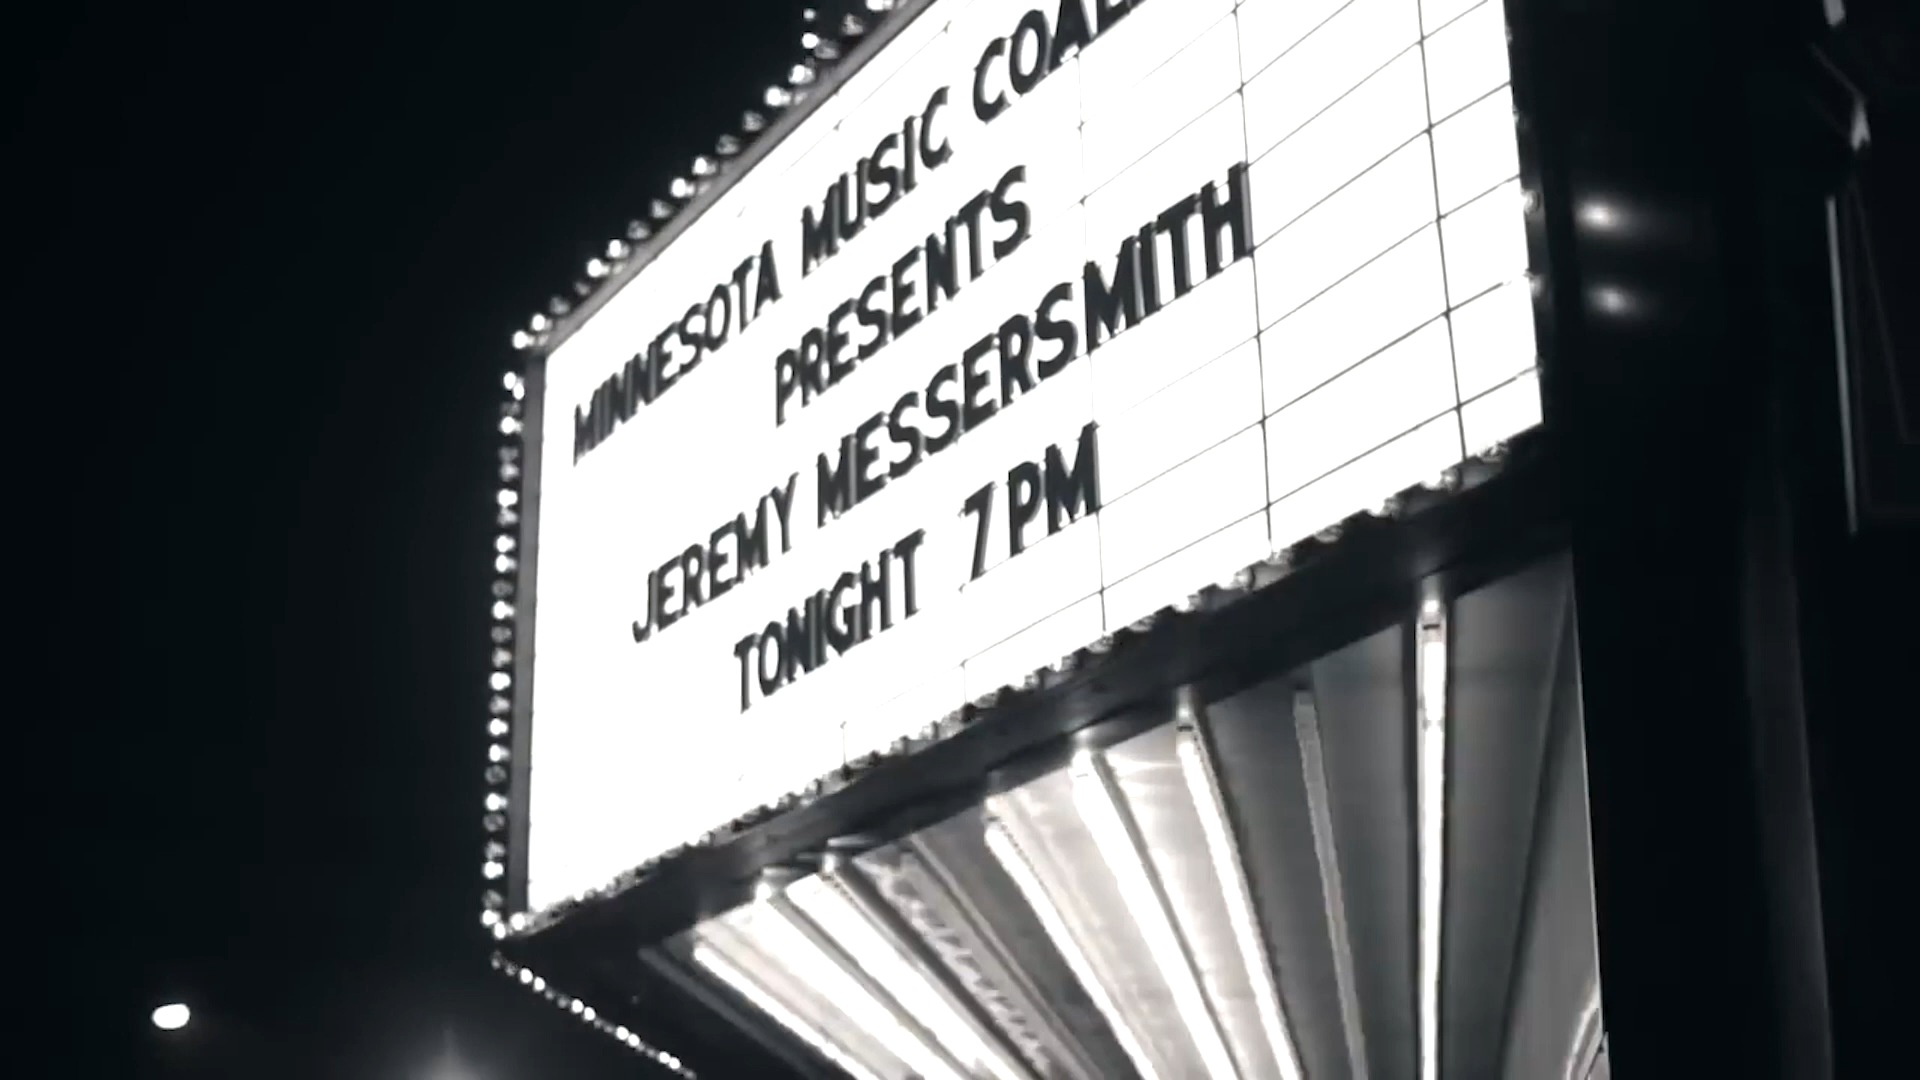 MINNESOTA MUSIC
PRESENTS
JEREMY MESSERSMITH
TONIGHT 7PM